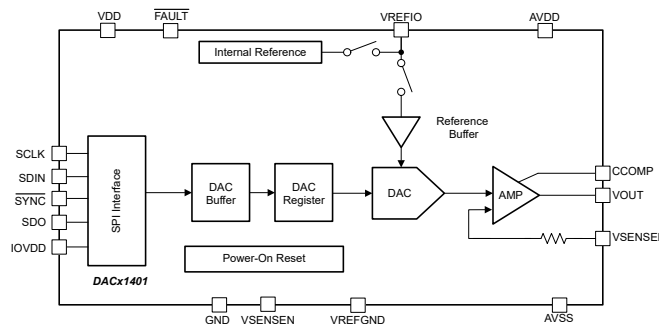 VDD
FAULT
VREFIO
AVDD
Internal Reference
Reference
Buffer
SCLK
SDIN
SYNC
SDO
IOVDD
SPI Interface
DAC
Buffer
DAC
Register
DAC
AMP
CCOMP
VOUT
VSENSEP
Power-On Reset
DACx1401
GND
VSENSEN
VREFGND
AVSS